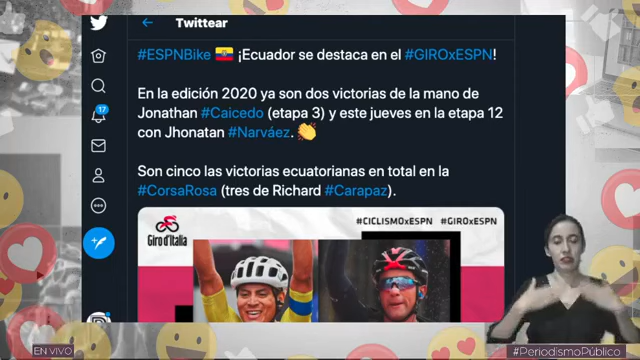 Twittear
#ESPNBike 🇪🇨 ¡Ecuador se destaca en el #GIROxESPN!
En la edición 2020 ya son dos victorias de la mano de
Jonathan #Caicedo (etapa 3) y este jueves en la etapa 12
con Jhonatan #Narváez. 👏
Son cinco las victorias ecuatorianas en total en la
#CorsaRosa (tres de Richard #Carapaz).
17
Giro d'Italia
#CICLISMOxESPN #GIROxESPN
EN VIVO
#PeriodismoPúblico